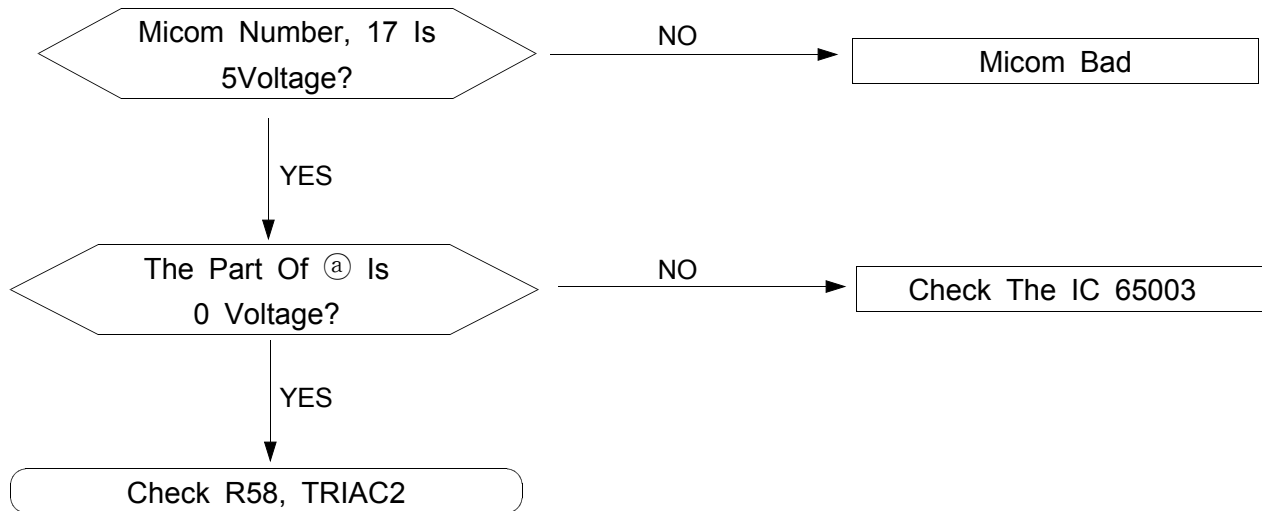 Micom Number, 17 Is
5Voltage?
NO
Micom Bad
YES
The Part Of ⓐ Is
0 Voltage?
NO
Check The IC 65003
YES
Check R58, TRIAC2